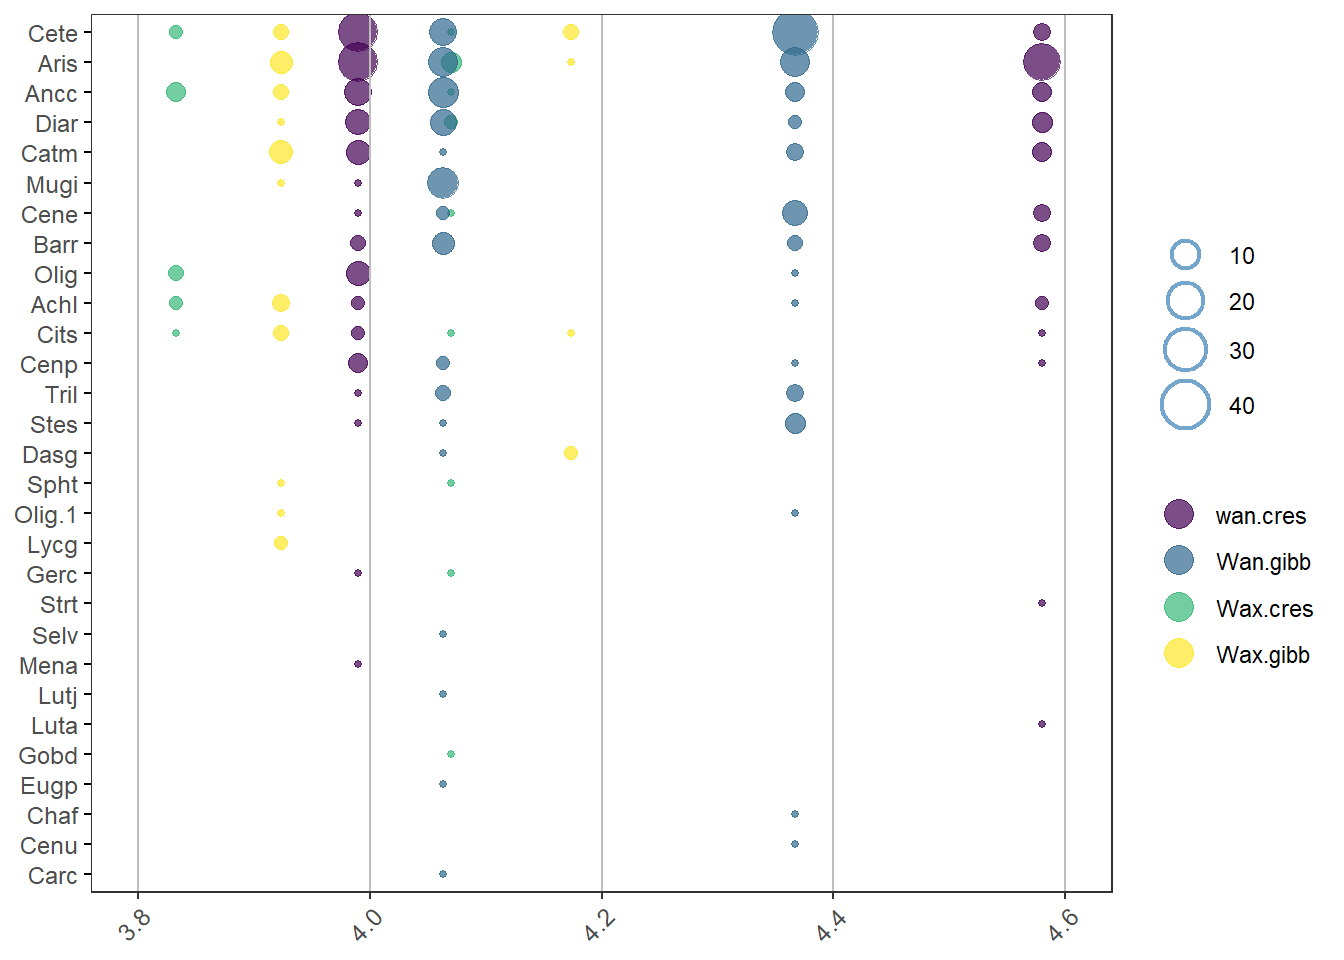 Cete
Aris
Ancc
Diar
Catm
Mugi
Cene
Barr
Olig
Achl
Cits
Cenp
Tril
Stes
Dasg
Spht
Olig.1
Lycg
Gerc
Strt
Selv
Mena
Lutj
Luta
Gobd
Eugp
Chaf
Cenu
Carc
3.8
4.0
4.2
4.4
4.6
10
20
30
40
wan.cres
Wan.gibb
Wax.cres
Wax.gibb